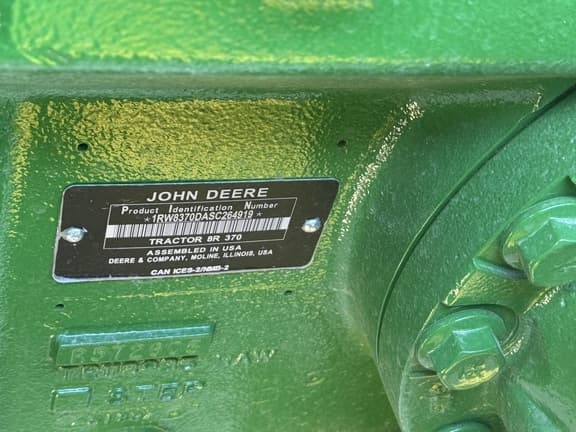 JOHN DEERE
Product Identification Number
*1RW8370DASC264919*
TRACTOR 8R 370
ASSEMBLED IN USA
DEERE & COMPANY, MOLINE, ILLINOIS, USA
CAN ICES-2/NMB-2